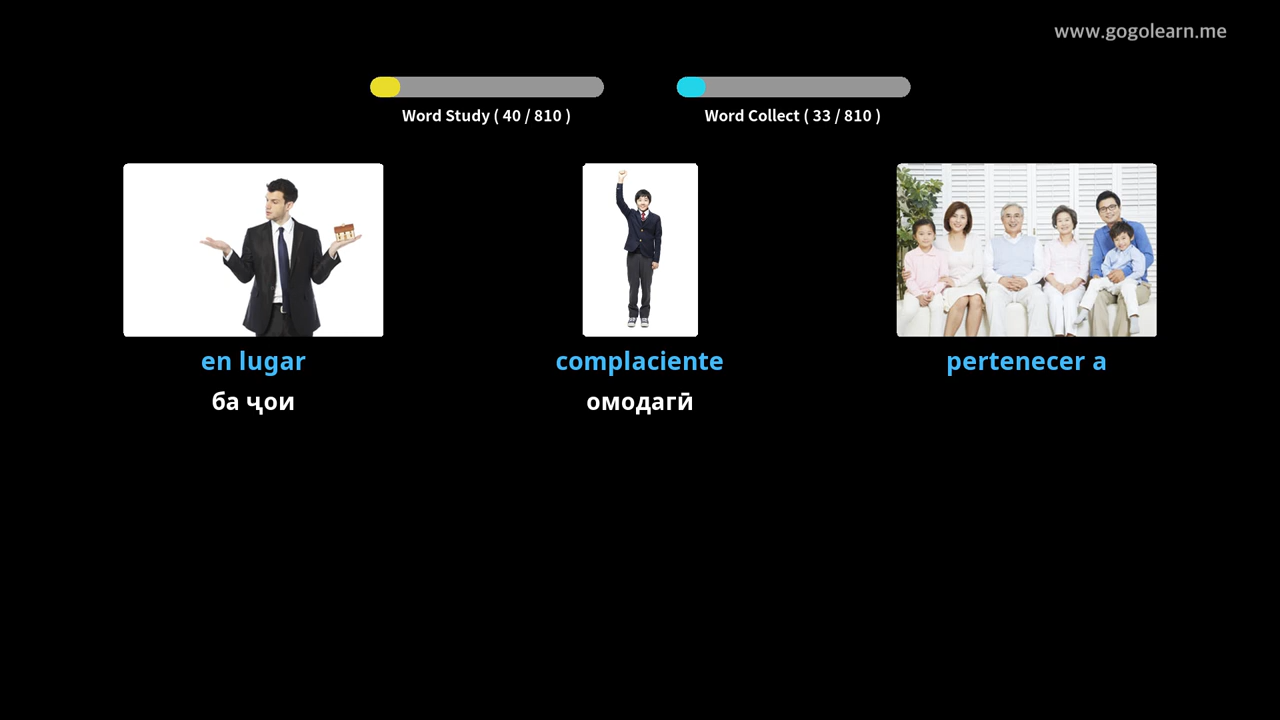 www.gogolearn.me
Word Study ( 40 / 810 )
Word Collect ( 33 / 810 )
en lugar
complaciente
pertenecer a
ба ҷои
омодагӣ